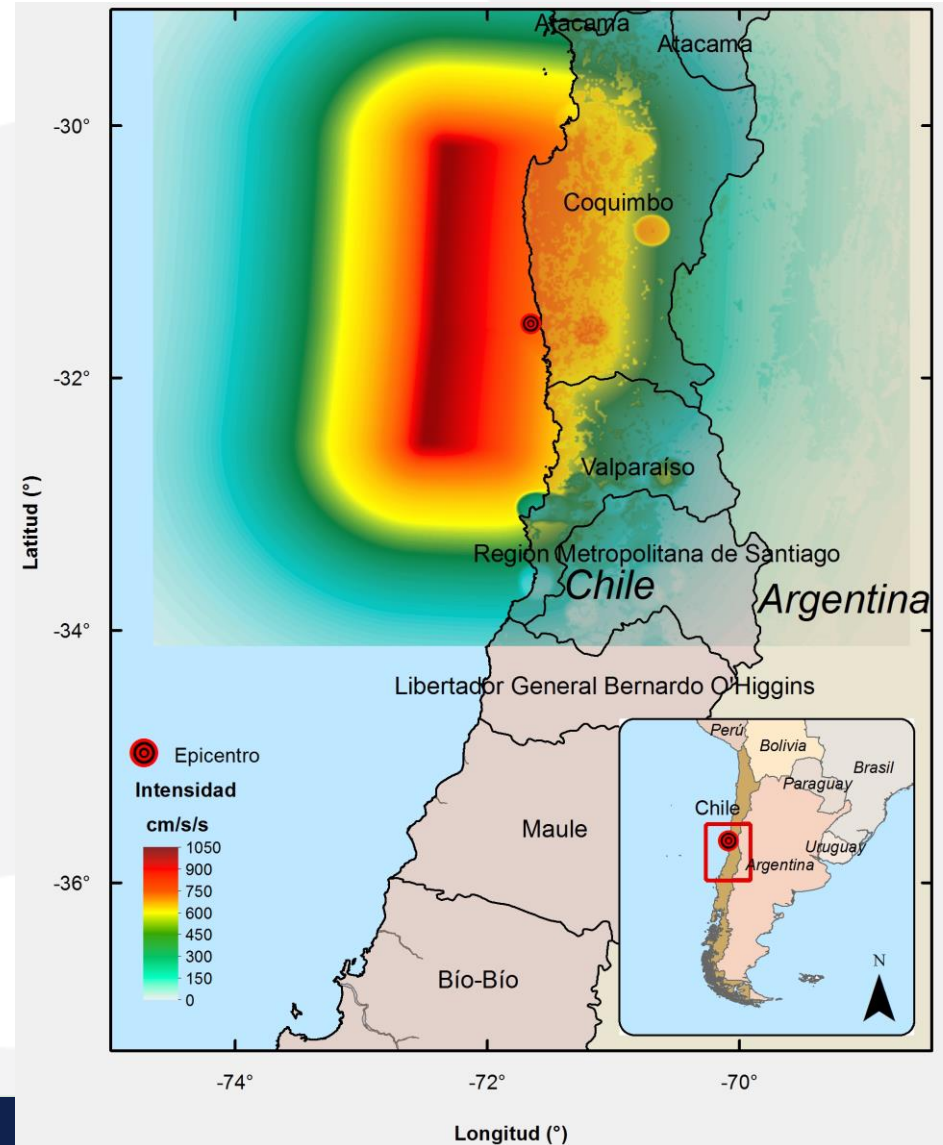 Atacama
Atacama
-30°
Coquimbo
-32°
Valparaíso
Región Metropolitana de Santiago
Chile
Argentina
-34°
Libertador General Bernardo O'Higgins
Latitud (°)
Epicentro
Intensidad
cm/s/s
1050
900
750
600
450
300
150
0
Maule
-36°
Bío-Bío
Perú
Bolivia
Brasil
Paraguay
Chile
Uruguay
Argentina
N
-74°
-72°
-70°
Longitud (°)